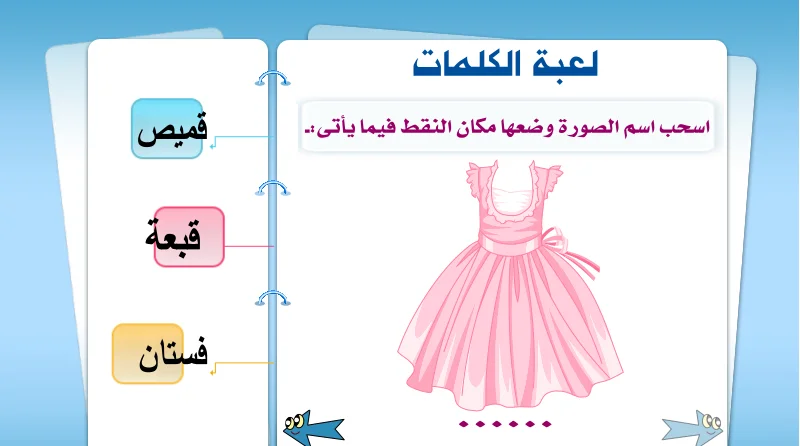 لعبة الكلمات
اسحب اسم الصورة وضعها مكان النقط فيما يأتى :ـ
قميص
قبعة
فستان